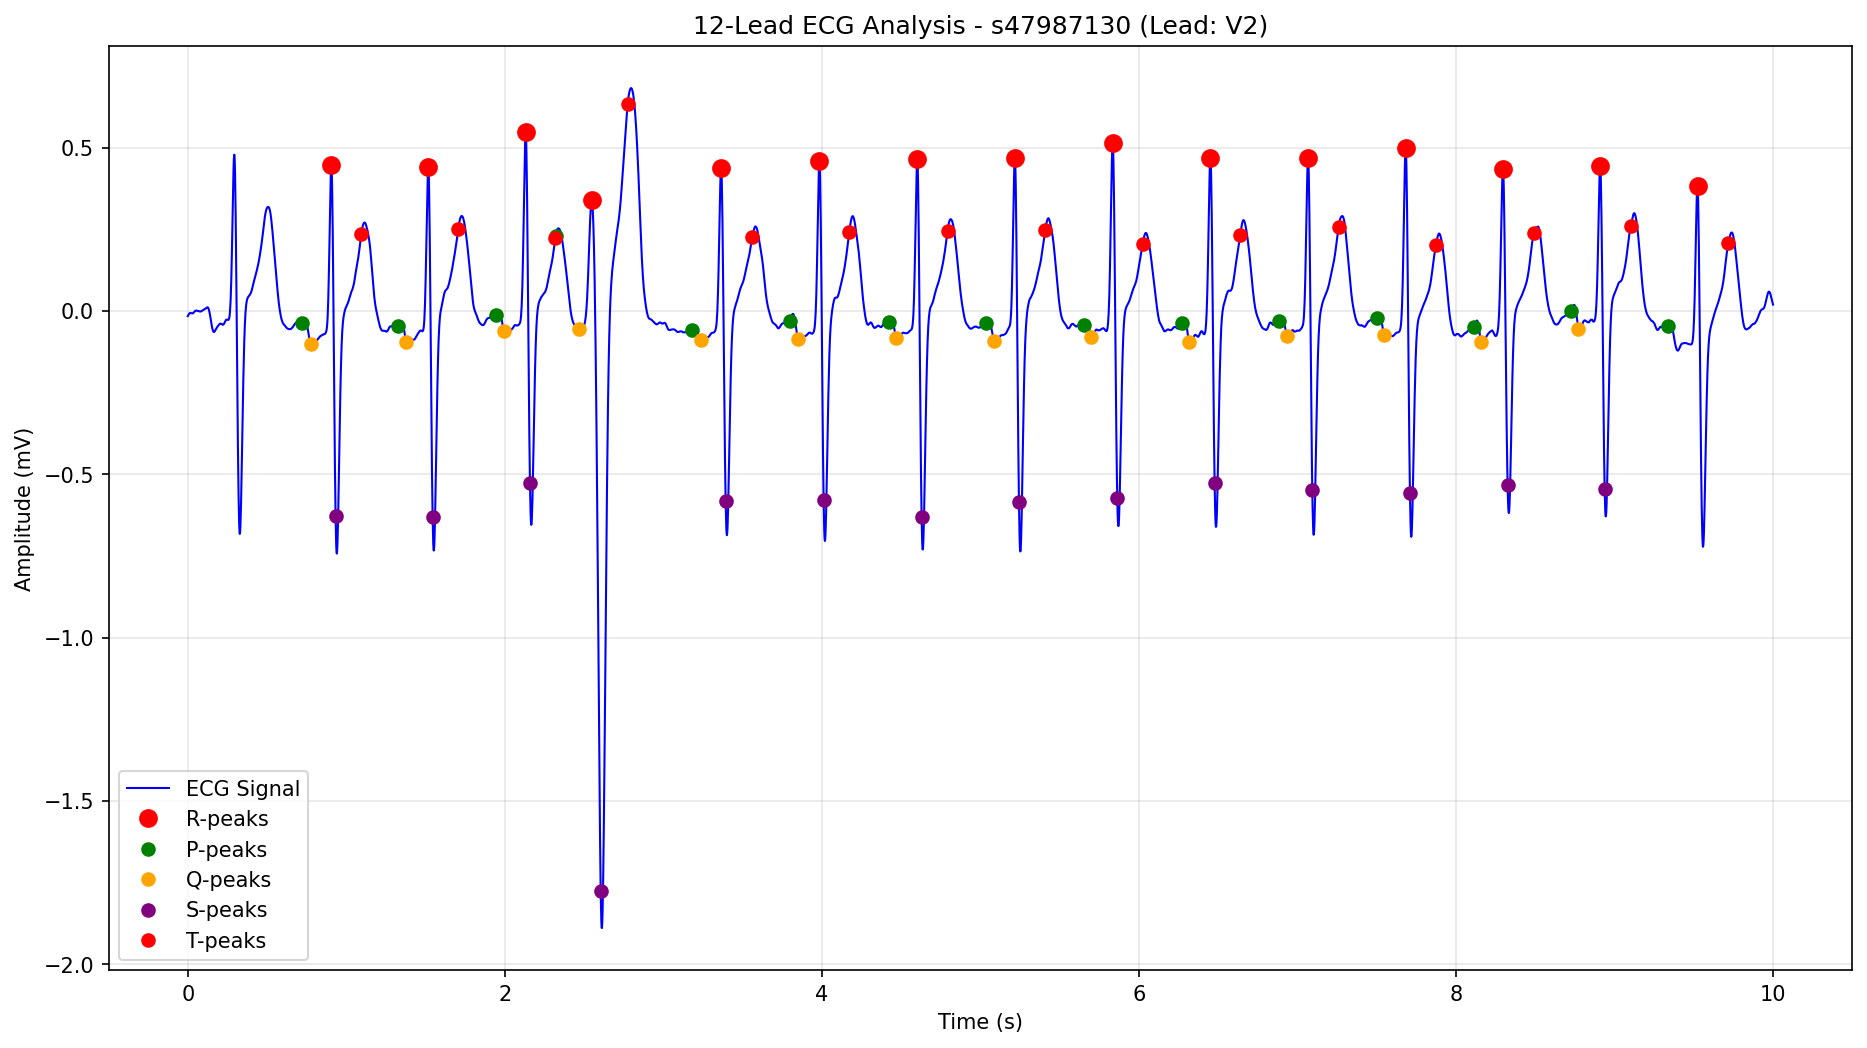 12-Lead ECG Analysis - s47987130 (Lead: V2)
Amplitude (mV)
0.5
0.0
−0.5
−1.0
−1.5
−2.0
ECG Signal
R-peaks
P-peaks
Q-peaks
S-peaks
T-peaks
0 2 4 6 8 10
Time (s)